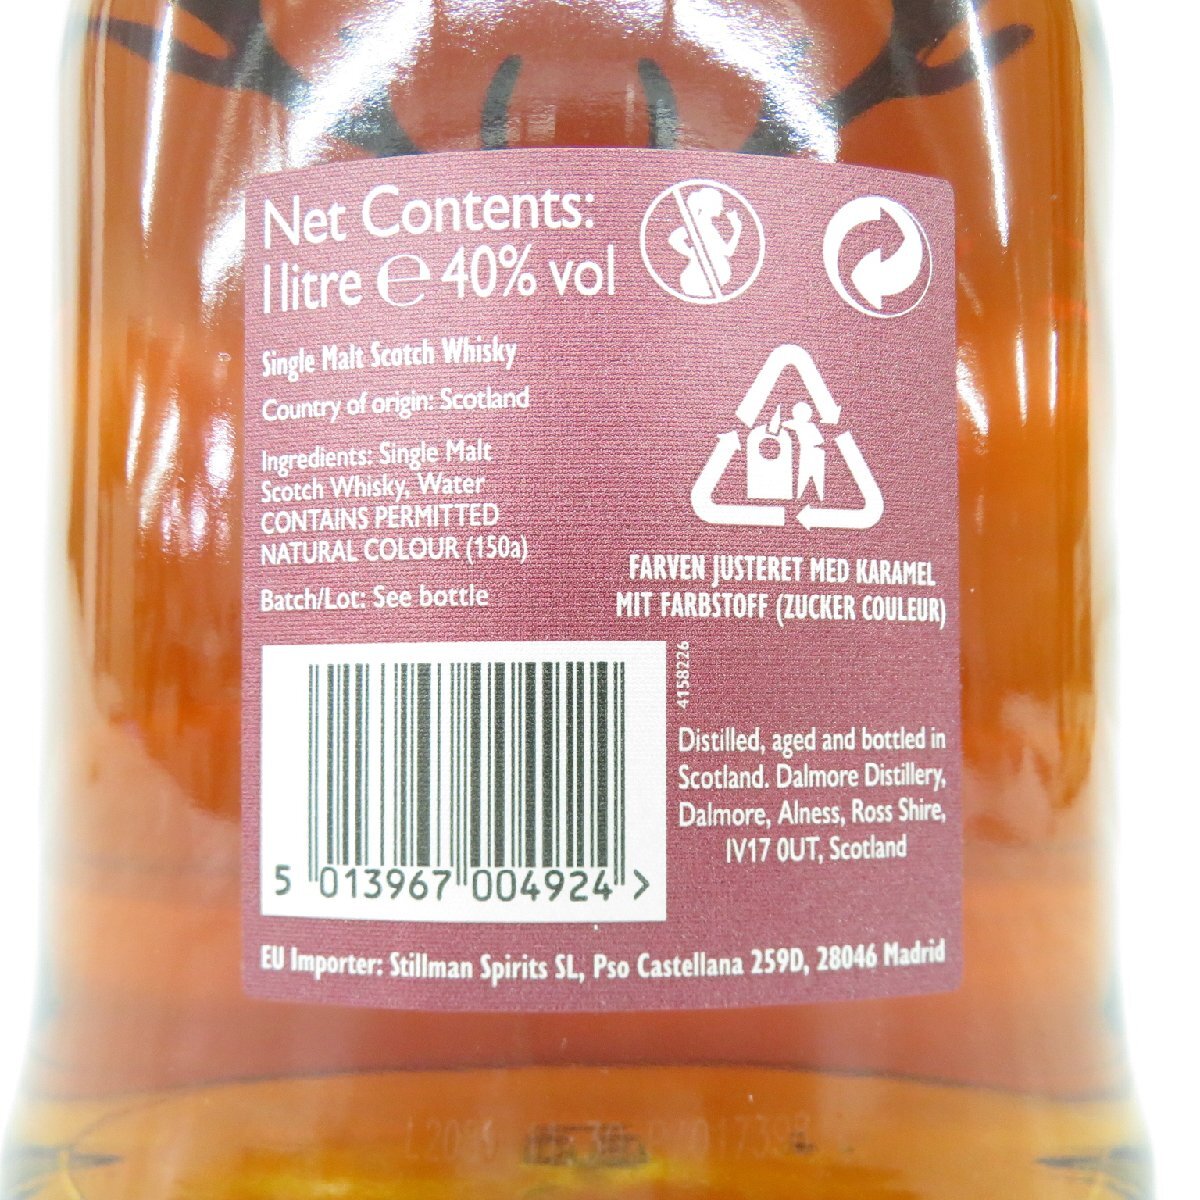 Net Contents:
1 litre ℮ 40% vol
Single Malt Scotch Whisky
Country of origin: Scotland
Ingredients: Single Malt
Scotch Whisky, Water
CONTAINS PERMITTED
NATURAL COLOUR (150a)
Batch/Lot: See bottle
FARVEN JUSTERET MED KARAMEL
MIT FARBSTOFF (ZUCKER COULEUR)
4158226
Distilled, aged and bottled in
Scotland. Dalmore Distillery,
Dalmore, Alness, Ross Shire,
IV17 0UT, Scotland
5 013967 004924 >
EU Importer: Stillman Spirits SL, Pso Castellana 259D, 28046 Madrid